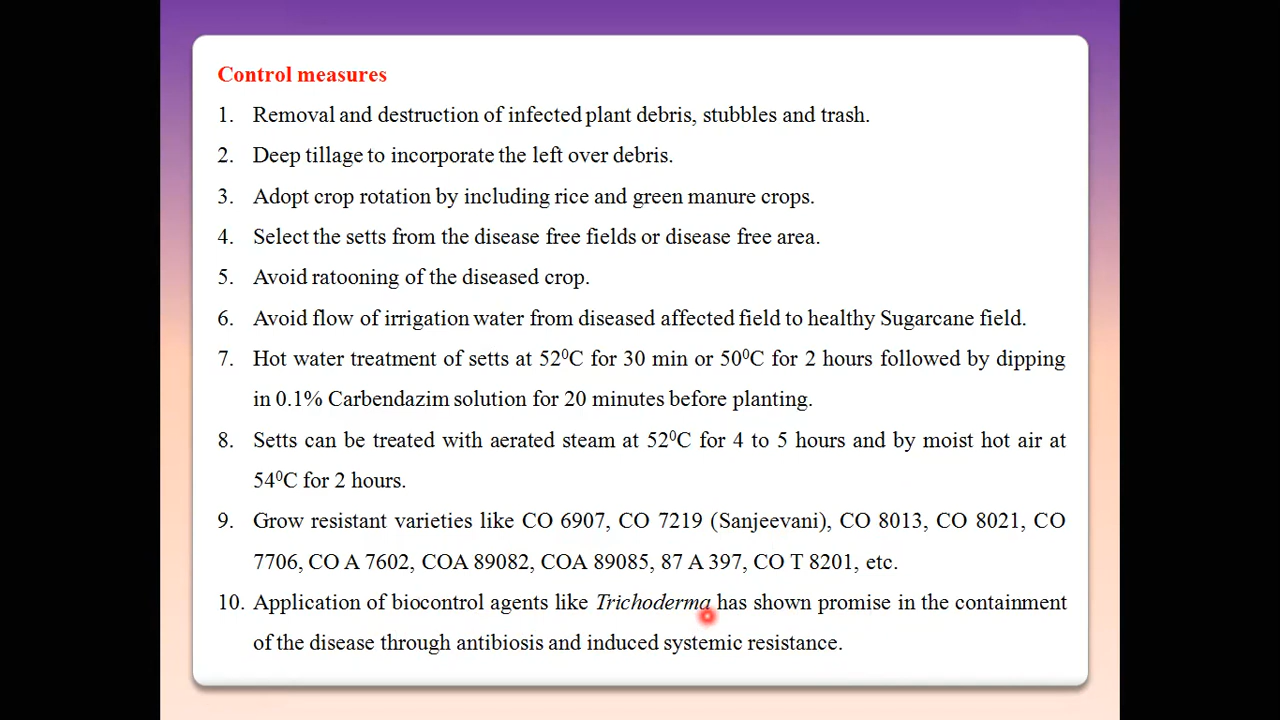 Control measures
1. Removal and destruction of infected plant debris, stubbles and trash.
2. Deep tillage to incorporate the left over debris.
3. Adopt crop rotation by including rice and green manure crops.
4. Select the setts from the disease free fields or disease free area.
5. Avoid ratooning of the diseased crop.
6. Avoid flow of irrigation water from diseased affected field to healthy Sugarcane field.
7. Hot water treatment of setts at 52⁰C for 30 min or 50⁰C for 2 hours followed by dipping
in 0.1% Carbendazim solution for 20 minutes before planting.
8. Setts can be treated with aerated steam at 52⁰C for 4 to 5 hours and by moist hot air at
54⁰C for 2 hours.
9. Grow resistant varieties like CO 6907, CO 7219 (Sanjeevani), CO 8013, CO 8021, CO
7706, CO A 7602, COA 89082, COA 89085, 87 A 397, CO T 8201, etc.
10. Application of biocontrol agents like Trichoderma has shown promise in the containment
of the disease through antibiosis and induced systemic resistance.